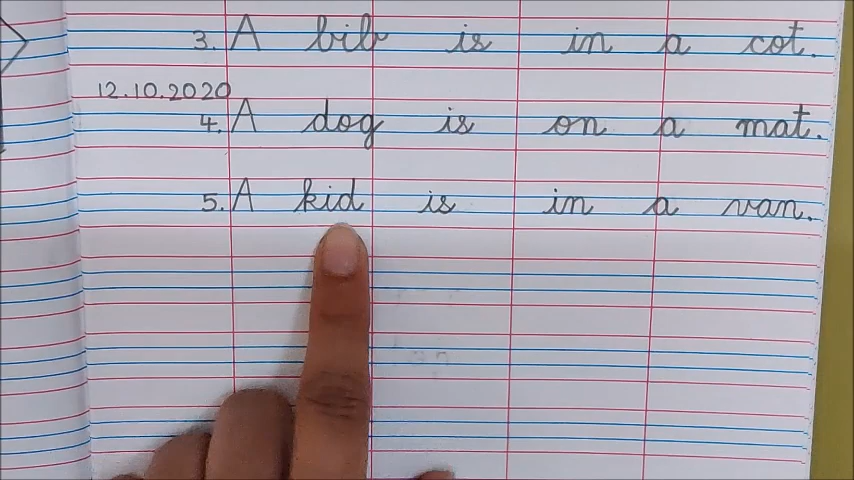 3. A bib is in a cot.
12.10.2020
4. A dog is on a mat.
5. A kid is in a van.